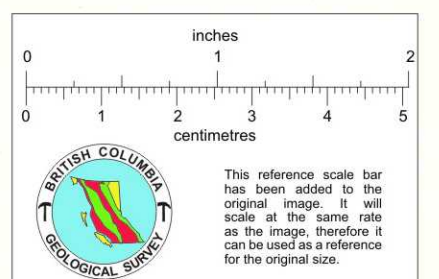 inches
0 1 2
0 1 2 3 4 5
centimetres
BRITISH COLUMBIA
GEOLOGICAL SURVEY
This reference scale bar
has been added to the
original image. It will
scale at the same rate
as the image, therefore it
can be used as a reference
for the original size.